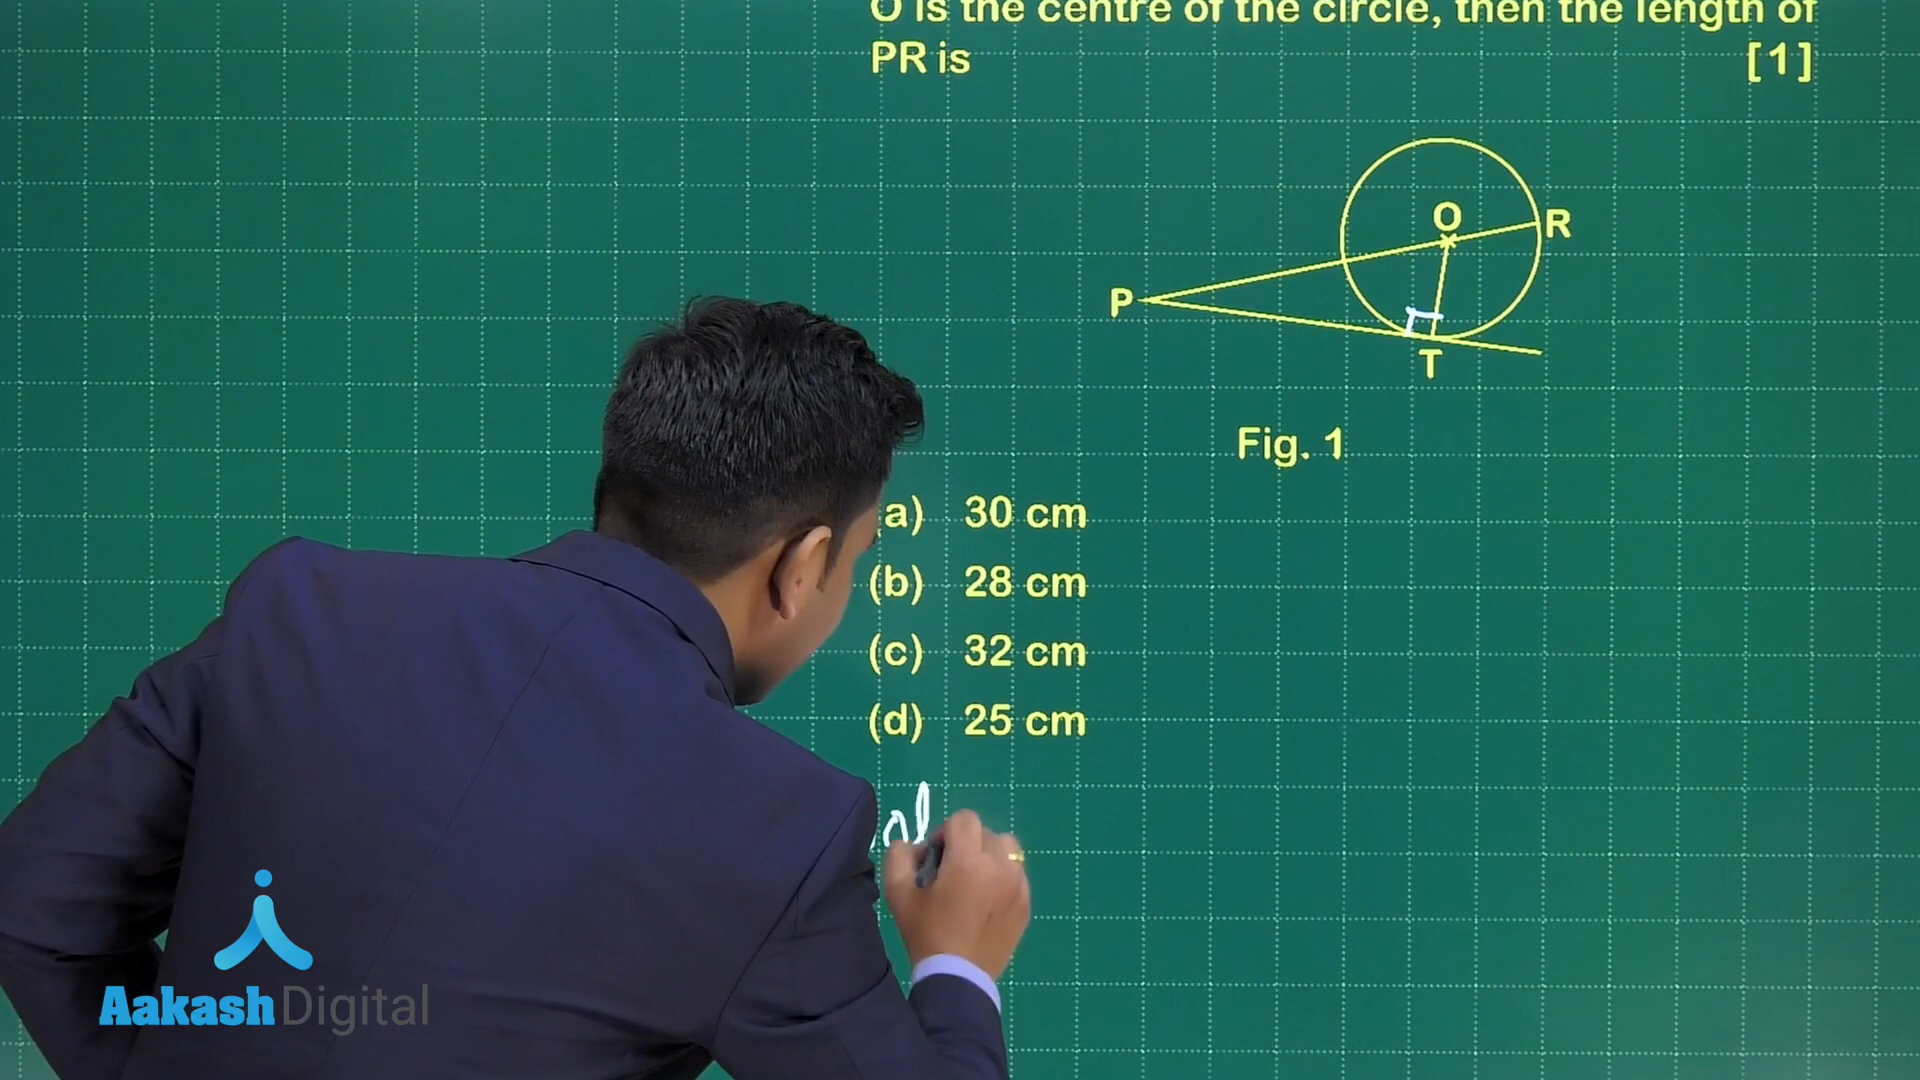 O is the centre of the circle, then the length of
PR is [1]
O
R
P
T
Fig. 1
a) 30 cm
(b) 28 cm
(c) 32 cm
(d) 25 cm
ol
Aakash Digital